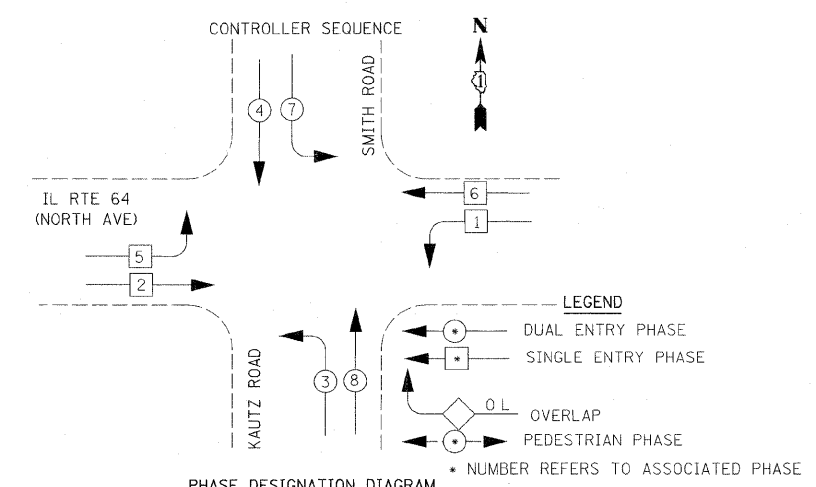 CONTROLLER SEQUENCE
N
1
SMITH ROAD
4
7
IL RTE 64
(NORTH AVE)
6
1
5
2
LEGEND
* DUAL ENTRY PHASE
* SINGLE ENTRY PHASE
KAUTZ ROAD
3
8
OL
OVERLAP
* PEDESTRIAN PHASE
* NUMBER REFERS TO ASSOCIATED PHASE
PHASE DESIGNATION DIAGRAM